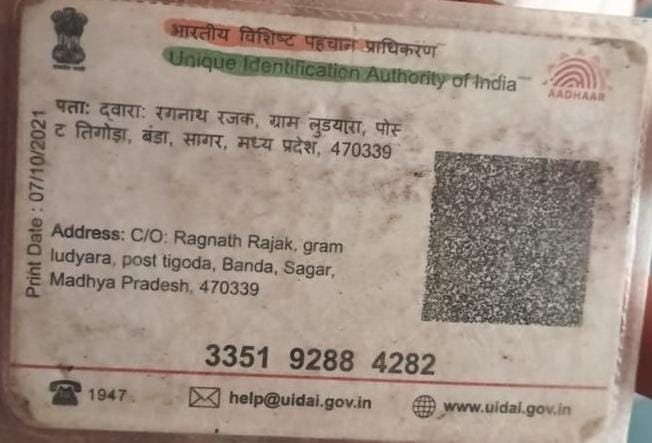 भारतीय विशिष्ट पहचान प्राधिकरण
Unique Identification Authority of India
AADHAAR
पता: द्वारा: रगनाथ रजक, ग्राम लुडयारा, पोस्
ट तिगोड़ा, बंडा, सागर, मध्य प्रदेश, 470339
Print Date : 07/10/2021
Address: C/O: Ragnath Rajak, gram
ludyara, post tigoda, Banda, Sagar,
Madhya Pradesh, 470339
3351 9288 4282
1947
help@uidai.gov.in
www.uidai.gov.in